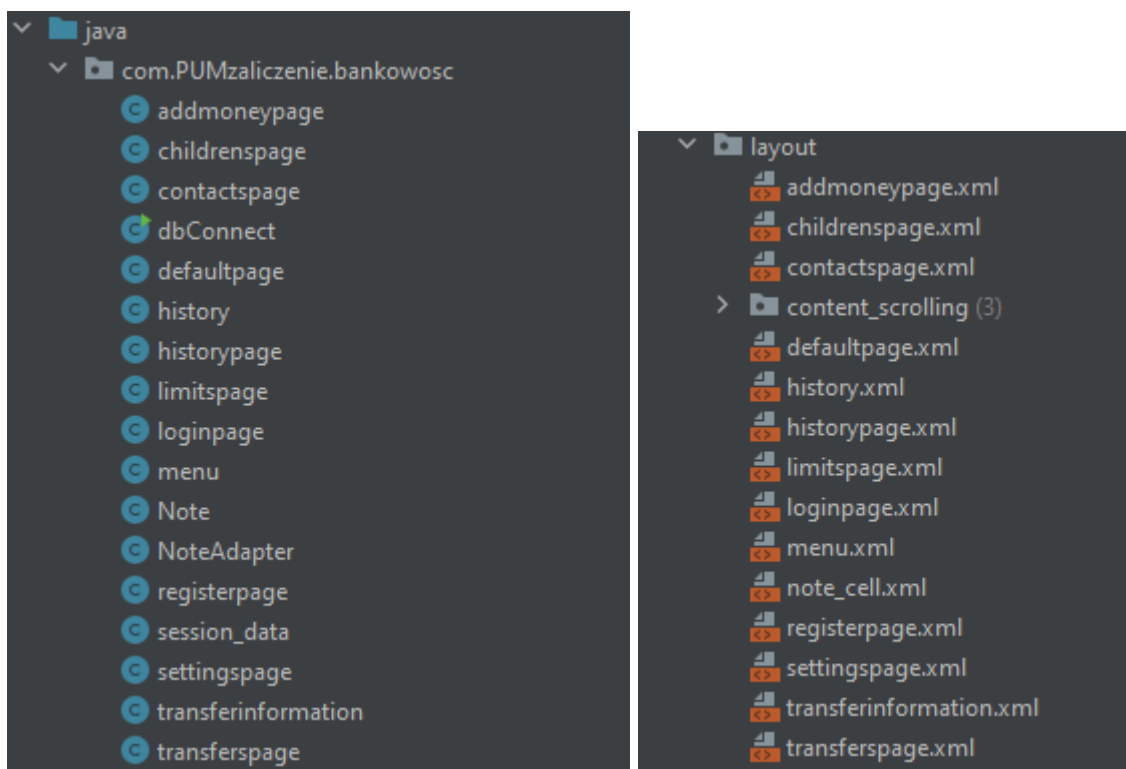 java
com.PUMzaliczenie.bankowosc
addmoneypage
childrenspage
contactspage
dbConnect
defaultpage
history
historypage
limitspage
loginpage
menu
Note
NoteAdapter
registerpage
session_data
settingspage
transferinformation
transferspage
layout
addmoneypage.xml
childrenspage.xml
contactspage.xml
content_scrolling (3)
defaultpage.xml
history.xml
historypage.xml
limitspage.xml
loginpage.xml
menu.xml
note_cell.xml
registerpage.xml
settingspage.xml
transferinformation.xml
transferspage.xml